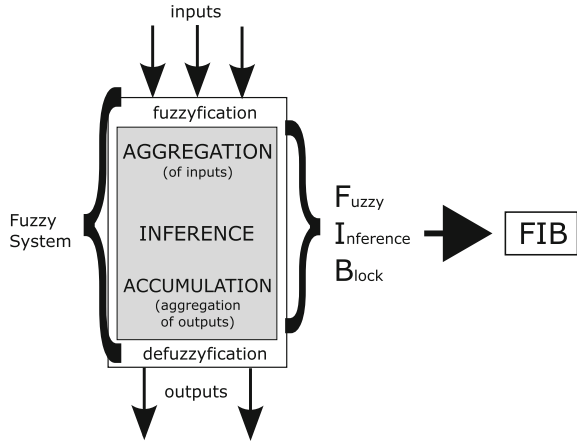 inputs
fuzzyfication
AGGREGATION
(of inputs)
INFERENCE
ACCUMULATION
(aggregation
of outputs)
defuzzyfication
outputs
Fuzzy
System
Fuzzy
Inference
Block
FIB